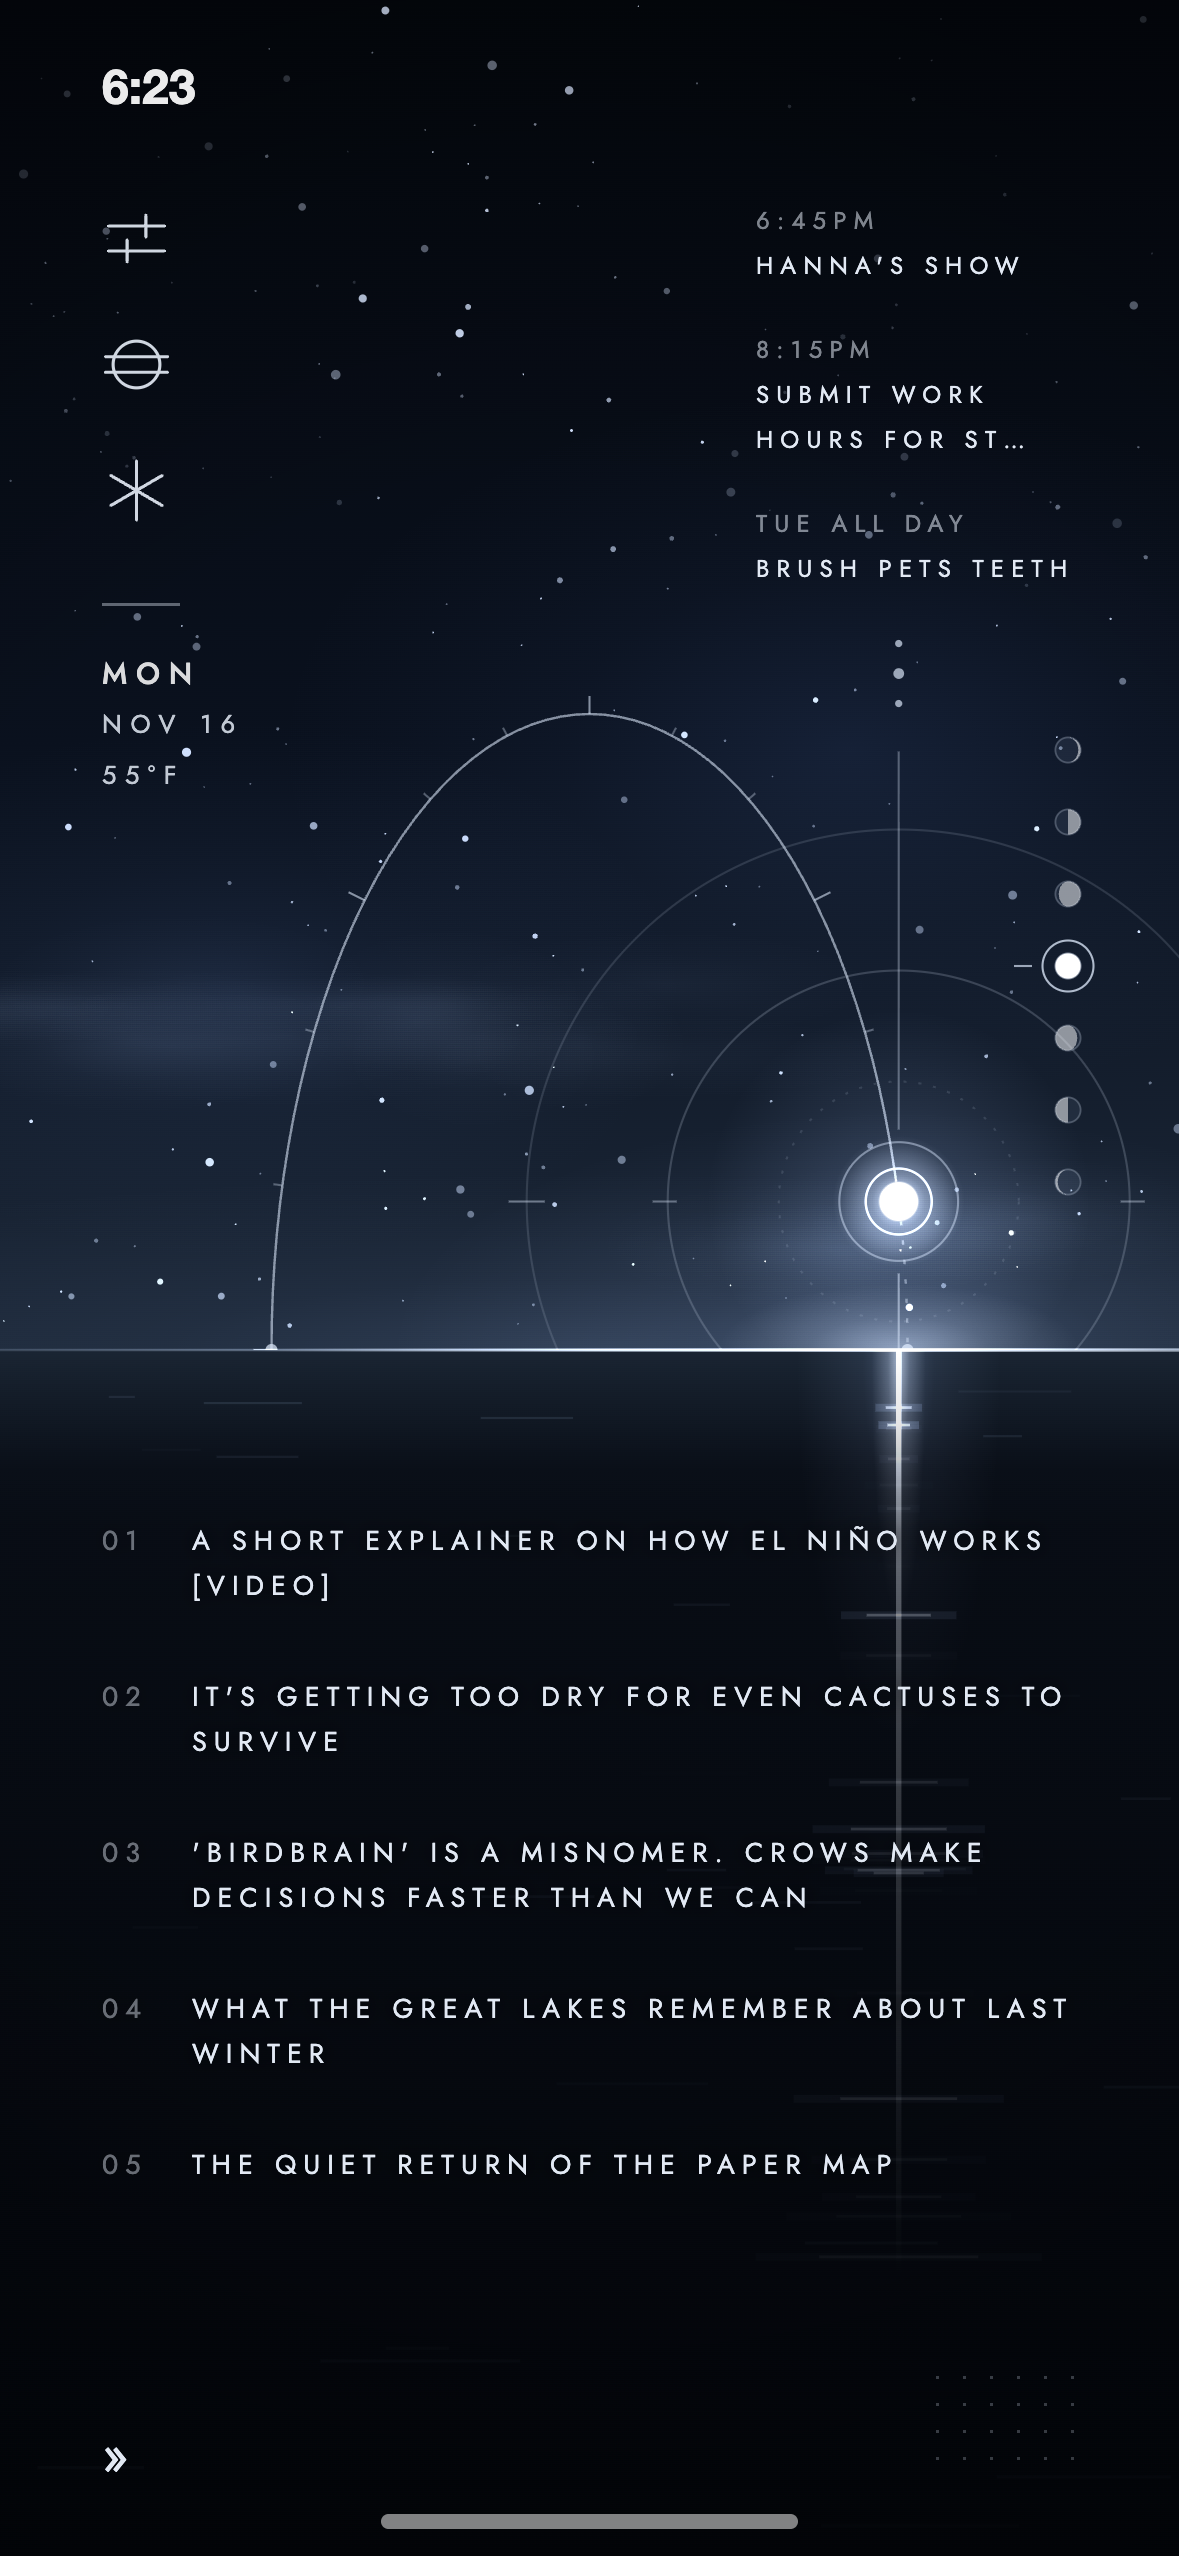 6:23
6:45PM
HANNA'S SHOW
8:15PM
SUBMIT WORK
HOURS FOR ST...
TUE ALL DAY
BRUSH PETS TEETH
MON
NOV 16
55°F
01 A SHORT EXPLAINER ON HOW EL NIÑO WORKS
[VIDEO]
02 IT'S GETTING TOO DRY FOR EVEN CACTUSES TO
SURVIVE
03 'BIRDBRAIN' IS A MISNOMER. CROWS MAKE
DECISIONS FASTER THAN WE CAN
04 WHAT THE GREAT LAKES REMEMBER ABOUT LAST
WINTER
05 THE QUIET RETURN OF THE PAPER MAP
»